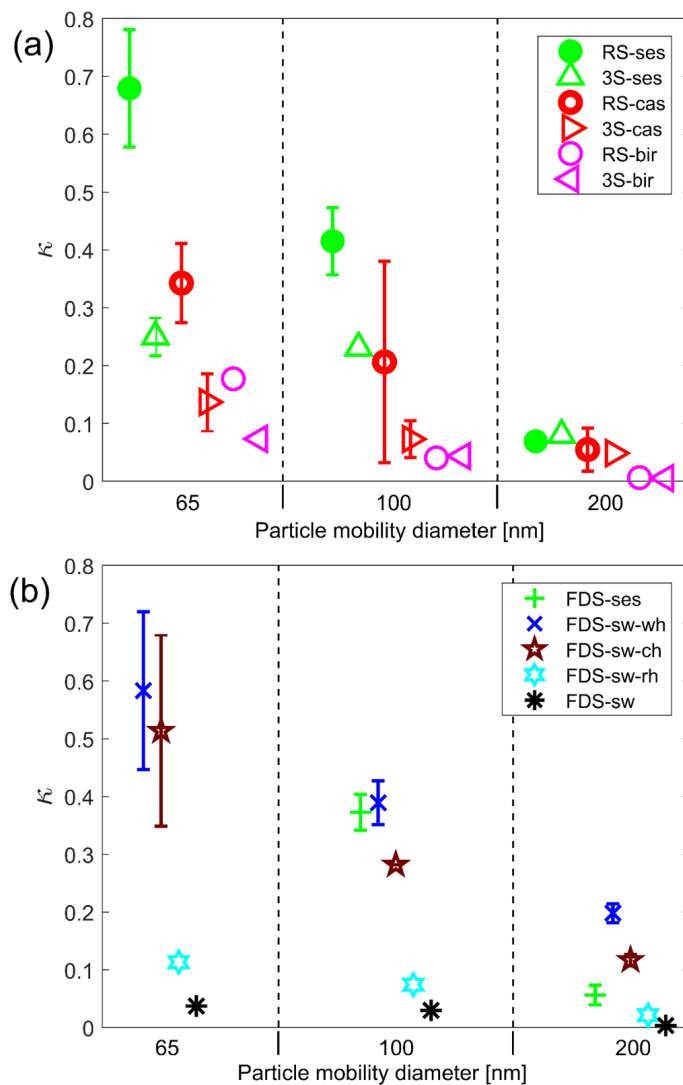 (a)
0.8
0.7
0.6
0.5
0.4
0.3
0.2
0.1
0
κ
RS-ses
3S-ses
RS-cas
3S-cas
RS-bir
3S-bir
65
100
200
Particle mobility diameter [nm]
(b)
0.8
0.7
0.6
0.5
0.4
0.3
0.2
0.1
0
κ
FDS-ses
FDS-sw-wh
FDS-sw-ch
FDS-sw-rh
FDS-sw
65
100
200
Particle mobility diameter [nm]